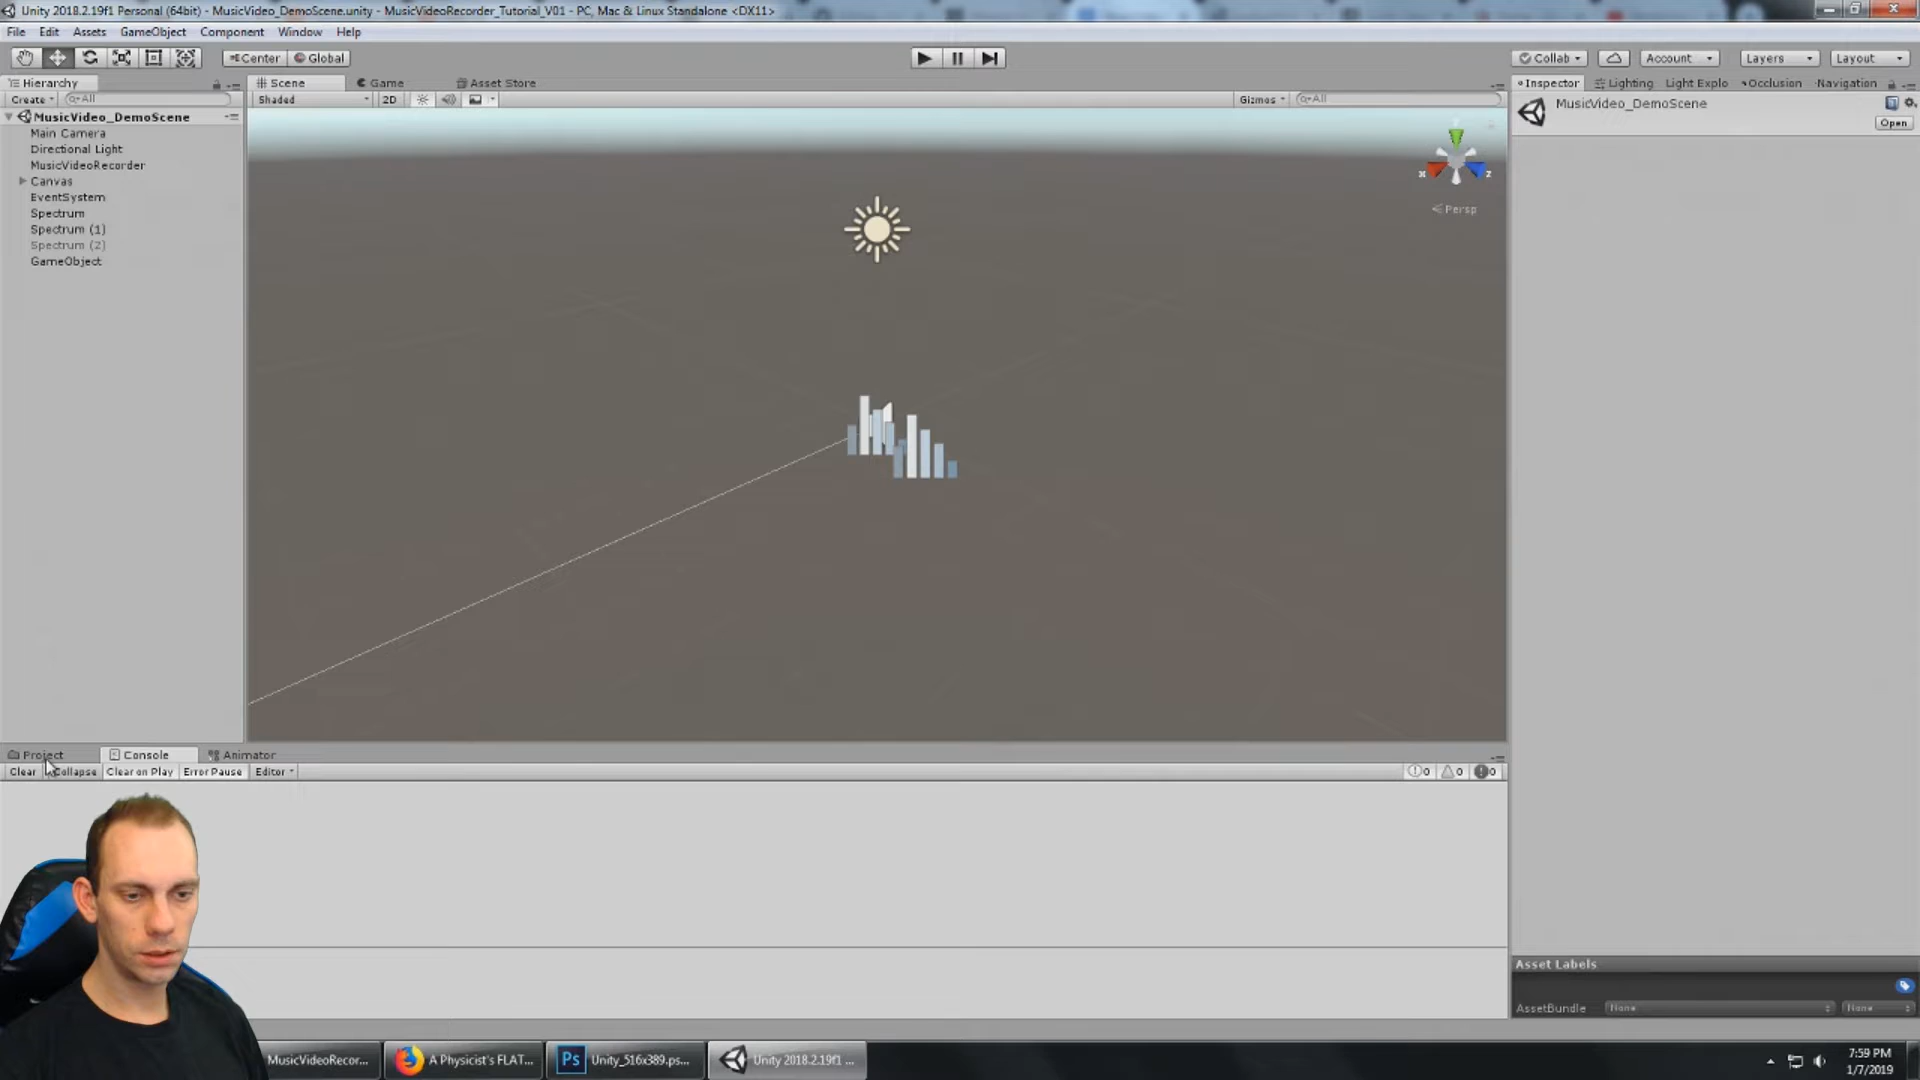 Unity 2018.2.19f1 Personal (64bit) - MusicVideo_DemoScene.unity - MusicVideoRecorder_Tutorial_V01 - PC, Mac & Linux Standalone <DX11>
File Edit Assets GameObject Component Window Help
Center Global Collab Account Layers Layout
Hierarchy Scene Game Asset Store Inspector Lighting Light Explo Occlusion Navigation
Create All Shaded 2D Gizmos All
MusicVideo_DemoScene
Open
MusicVideo_DemoScene
Main Camera
Directional Light
MusicVideoRecorder
Canvas
EventSystem
Spectrum
Spectrum (1)
Spectrum (2)
GameObject
x z
Persp
Project Console Animator
Clear Collapse Clear on Play Error Pause Editor 0 0 0
Asset Labels
AssetBundle None None
MusicVideoRecor... A Physicist's FLAT... Ps Unity_516x389.ps... Unity 2018.2.19f1 ...
7:59 PM
1/7/2019